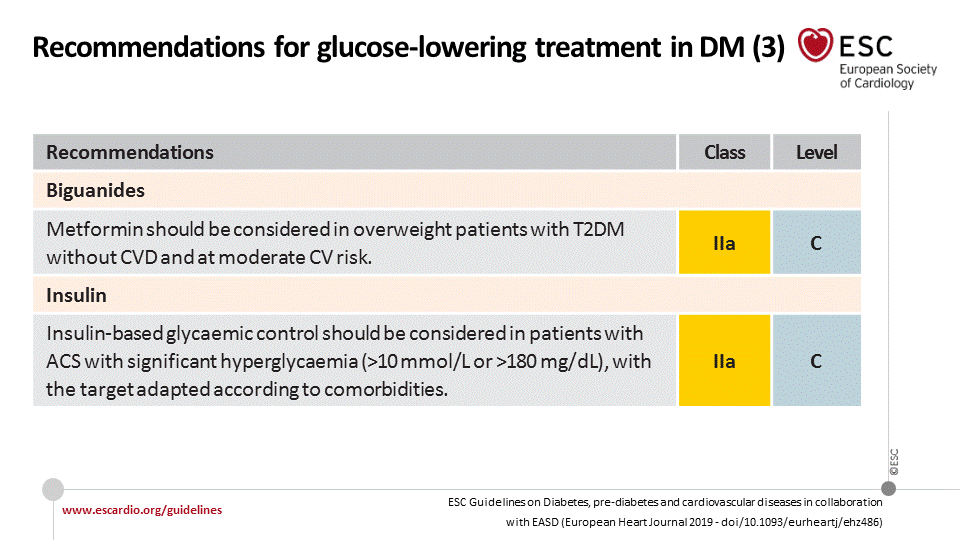 Recommendations for glucose-lowering treatment in DM (3)
ESC
European Society
of Cardiology
Recommendations Class Level
Biguanides
Metformin should be considered in overweight patients with T2DM
without CVD and at moderate CV risk.
IIa C
Insulin
Insulin-based glycaemic control should be considered in patients with
ACS with significant hyperglycaemia (>10 mmol/L or >180 mg/dL), with
the target adapted according to comorbidities.
IIa C
©ESC
www.escardio.org/guidelines
ESC Guidelines on Diabetes, pre-diabetes and cardiovascular diseases in collaboration
with EASD (European Heart Journal 2019 - doi/10.1093/eurheartj/ehz486)